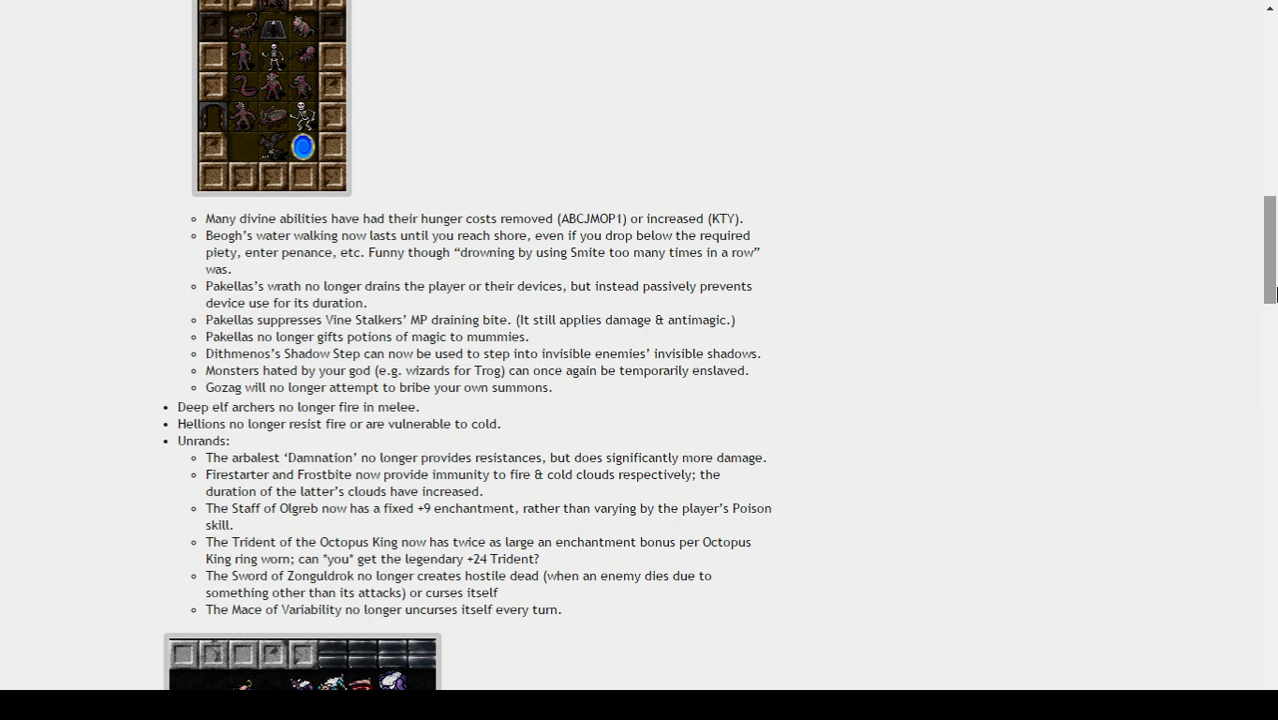 Many divine abilities have had their hunger costs removed (ABCJMOP1) or increased (KTY).
Beogh's water walking now lasts until you reach shore, even if you drop below the required
piety, enter penance, etc. Funny though “drowning by using Smite too many times in a row”
was.
Pakellas’s wrath no longer drains the player or their devices, but instead passively prevents
device use for its duration.
Pakellas suppresses Vine Stalkers’ MP draining bite. (It still applies damage & antimagic.)
Pakellas no longer gifts potions of magic to mummies.
Dithmenos’s Shadow Step can now be used to step into invisible enemies’ invisible shadows.
Monsters hated by your god (e.g. wizards for Trog) can once again be temporarily enslaved.
Gozag will no longer attempt to bribe your own summons.
Deep elf archers no longer fire in melee.
Hellions no longer resist fire or are vulnerable to cold.
Unrands:
The arbalest ‘Damnation’ no longer provides resistances, but does significantly more damage.
Firestarter and Frostbite now provide immunity to fire & cold clouds respectively; the
duration of the latter’s clouds have increased.
The Staff of Olgreb now has a fixed +9 enchantment, rather than varying by the player’s Poison
skill.
The Trident of the Octopus King now has twice as large an enchantment bonus per Octopus
King ring worn; can *you* get the legendary +24 Trident?
The Sword of Zonguldrok no longer creates hostile dead (when an enemy dies due to
something other than its attacks) or curses itself
The Mace of Variability no longer uncurses itself every turn.